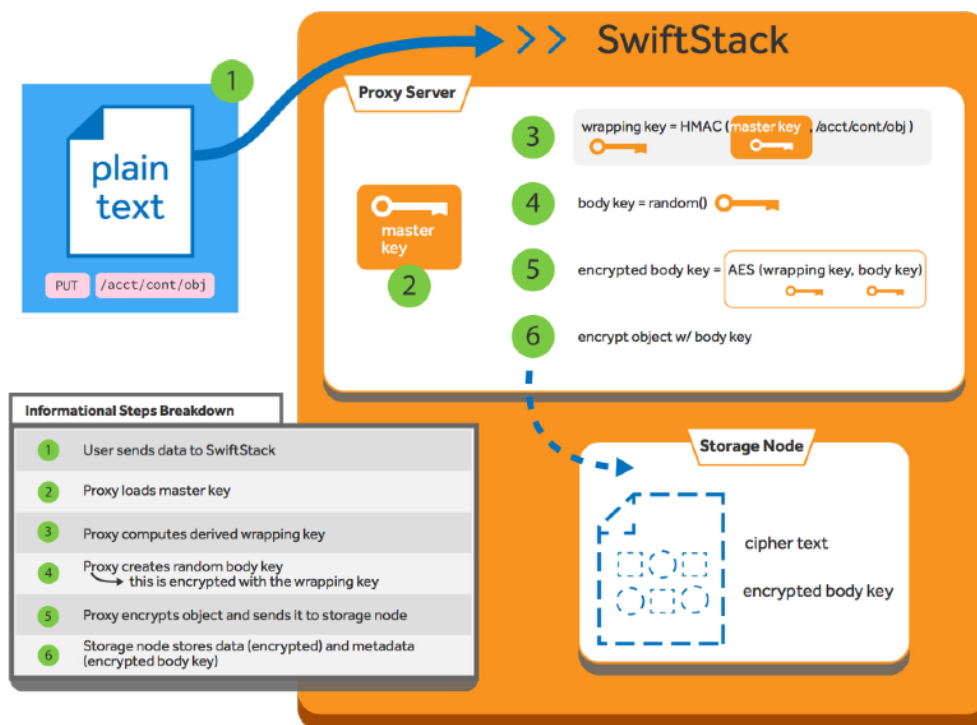 SwiftStack
1
Proxy Server
plain
text
PUT /acct/cont/obj
master
key
2
3 wrapping key = HMAC (master key , /acct/cont/obj )
4 body key = random()
5 encrypted body key = AES (wrapping key, body key)
6 encrypt object w/ body key
Informational Steps Breakdown
1 User sends data to SwiftStack
2 Proxy loads master key
3 Proxy computes derived wrapping key
4 Proxy creates random body key
this is encrypted with the wrapping key
5 Proxy encrypts object and sends it to storage node
6 Storage node stores data (encrypted) and metadata
(encrypted body key)
Storage Node
cipher text
encrypted body key